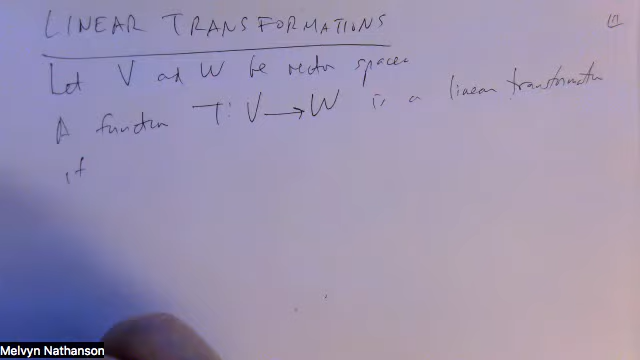 LINEAR TRANSFORMATIONS
Let V and W be vector spaces
A function T: V → W is a linear transformation
if
Melvyn Nathanson